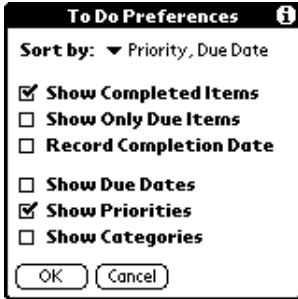 To Do Preferences
Sort by: Priority, Due Date
Show Completed Items
Show Only Due Items
Record Completion Date
Show Due Dates
Show Priorities
Show Categories
OK Cancel